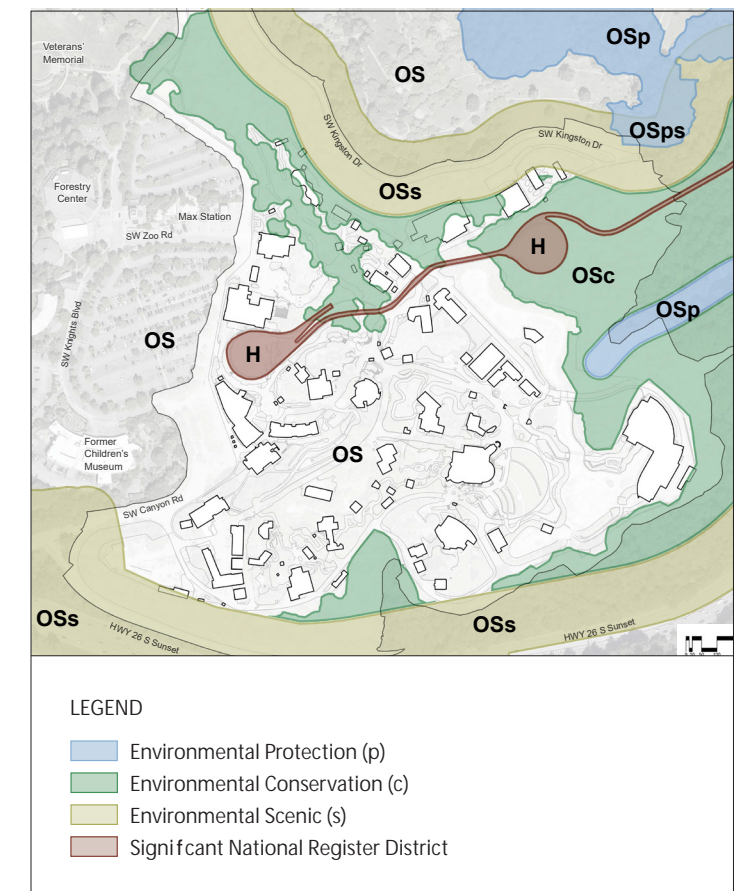 OSp
Veterans'
Memorial
OS
SW Kingston Dr
SW Kingston Dr
OSps
Forestry
Center
OSs
Max Station
SW Zoo Rd
H
OSc
OSp
SW Knights Blvd
OS
H
Former
Children's
Museum
OS
SW Canyon Rd
OSs
HWY 26 S Sunset
OSs
HWY 26 S Sunset
LEGEND
Environmental Protection (p)
Environmental Conservation (c)
Environmental Scenic (s)
Signifcant National Register District